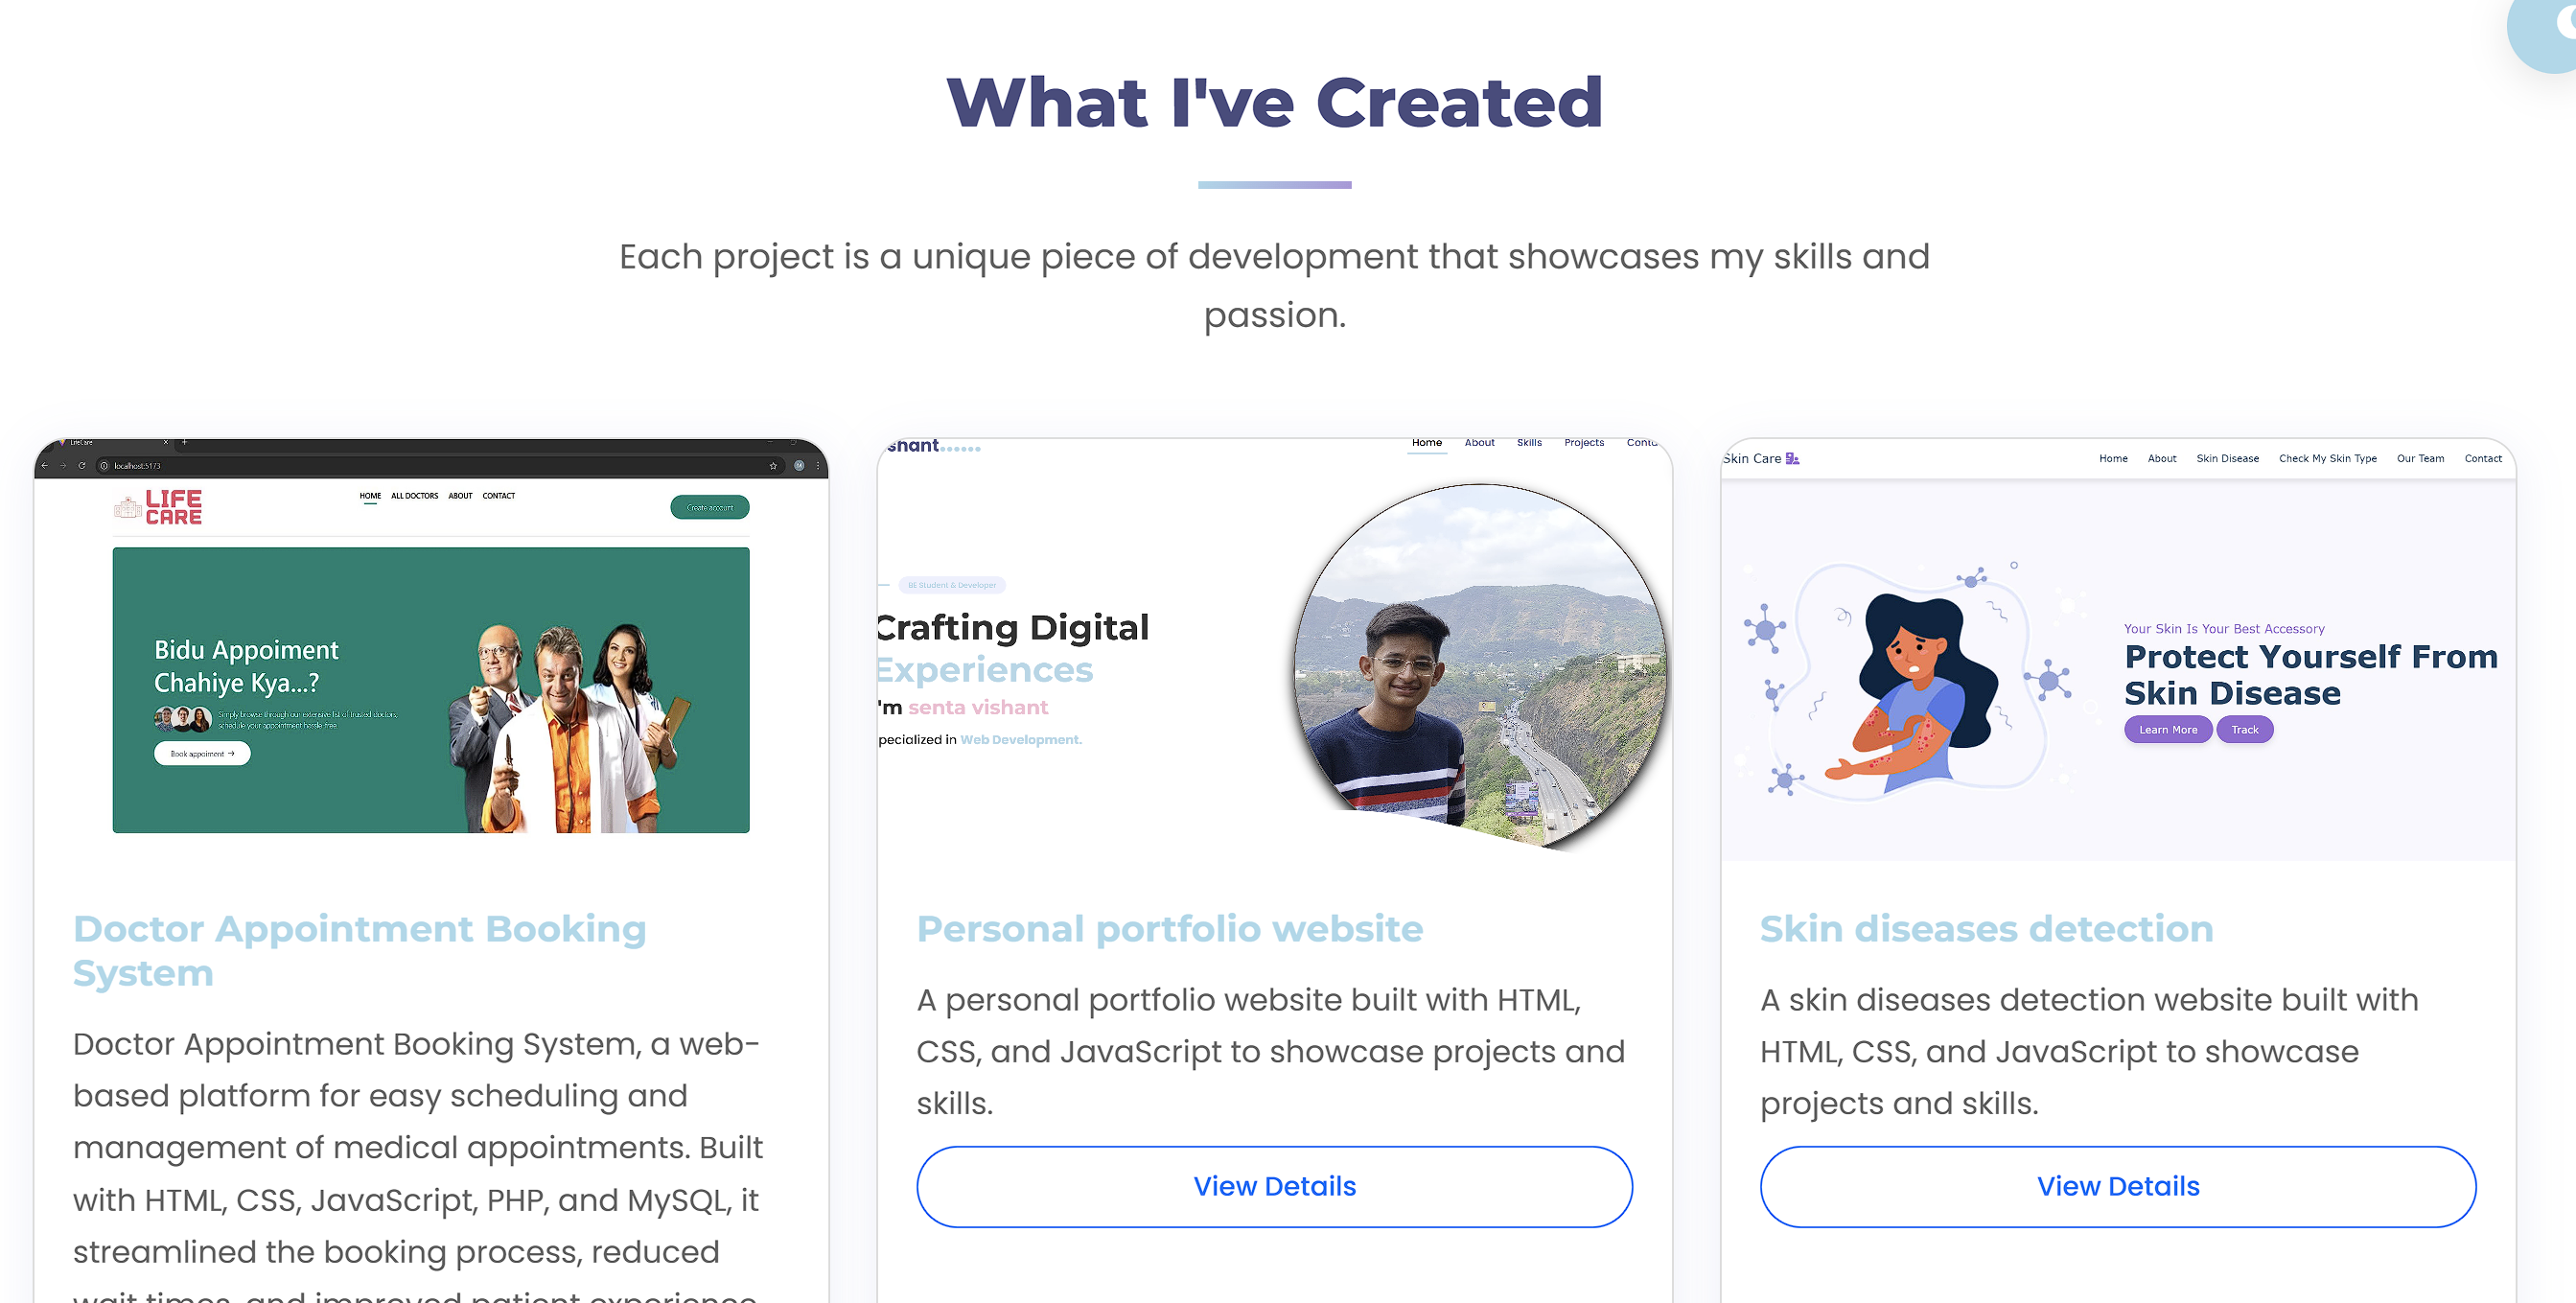 What I've Created
Each project is a unique piece of development that showcases my skills and
passion.
LifeCare
localhost:5173
LIFE
CARE
HOME ALL DOCTORS ABOUT CONTACT
Create account
Bidu Appoiment
Chahiye Kya...?
Simply browse through our extensive list of trusted doctors,
schedule your appointment hassle-free
Book appoiment →
Doctor Appointment Booking
System
Doctor Appointment Booking System, a web-
based platform for easy scheduling and
management of medical appointments. Built
with HTML, CSS, JavaScript, PHP, and MySQL, it
streamlined the booking process, reduced
wait times, and improved patient experience
shant......
Home About Skills Projects Conta
BE Student & Developer
Crafting Digital
Experiences
'm senta vishant
pecialized in Web Development.
Personal portfolio website
A personal portfolio website built with HTML,
CSS, and JavaScript to showcase projects and
skills.
View Details
Skin Care
Home About Skin Disease Check My Skin Type Our Team Contact
Your Skin Is Your Best Accessory
Protect Yourself From
Skin Disease
Learn More Track
Skin diseases detection
A skin diseases detection website built with
HTML, CSS, and JavaScript to showcase
projects and skills.
View Details